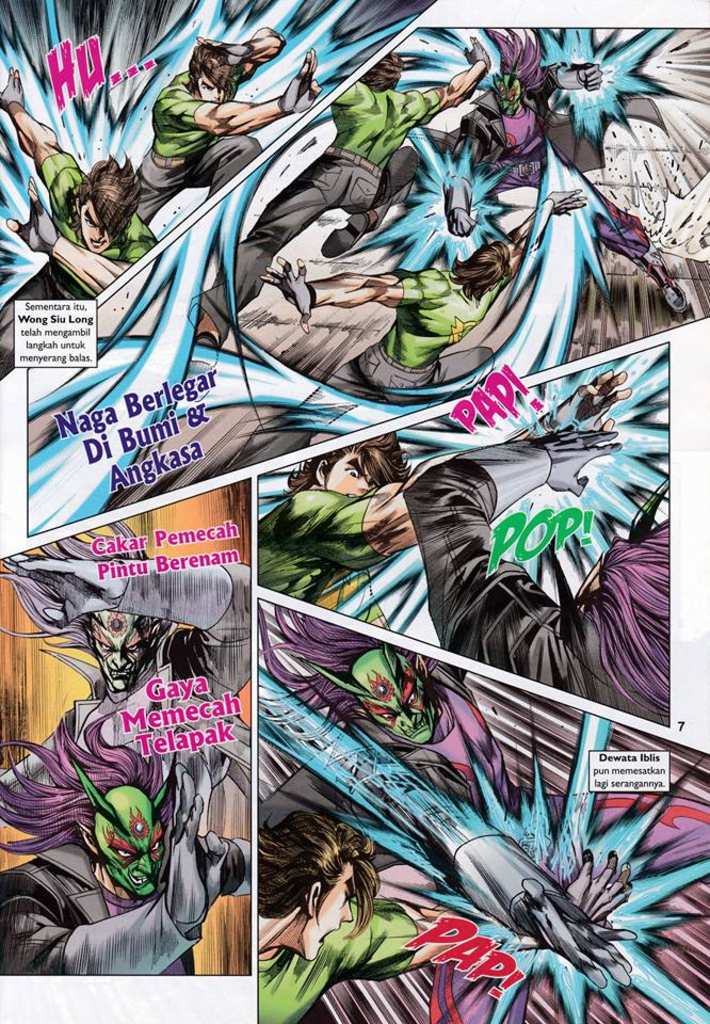 HU...
Sementara itu,
Wong Siu Long
telah mengambil
langkah untuk
menyerang balas.
Naga Berlegar
Di Bumi &
Angkasa
PAP!
POP!
Cakar Pemecah
Pintu Berenam
Gaya
Memecah
Telapak
7
Dewata Iblis
pun memesatkan
lagi serangannya.
PAP!